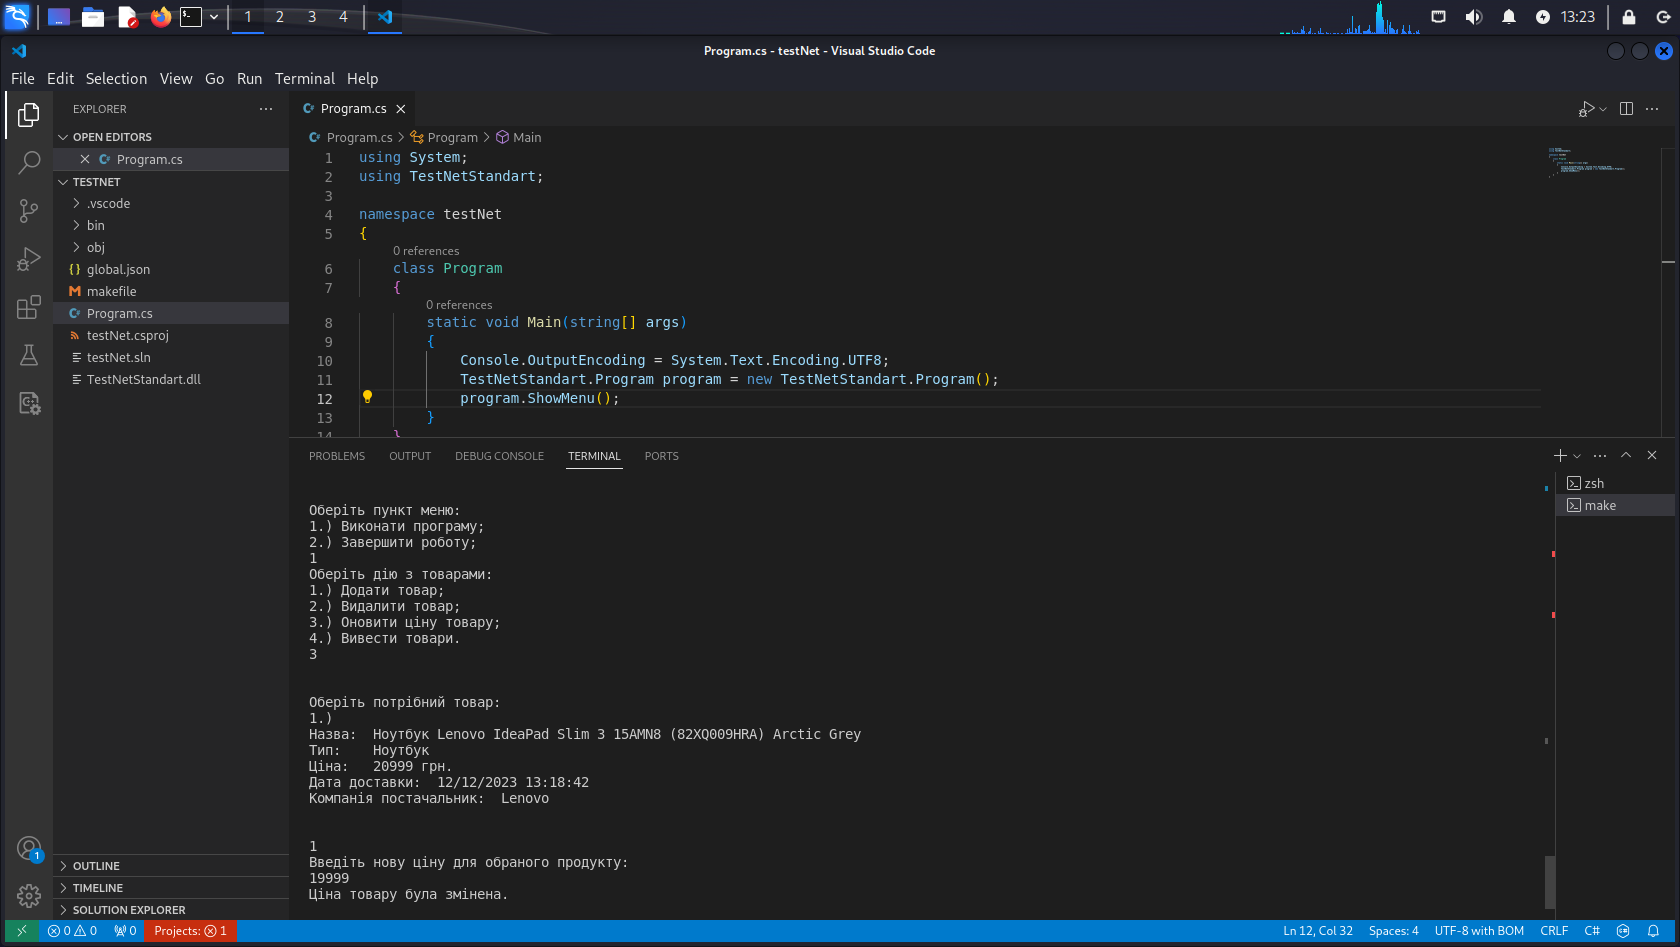 1 2 3 4 13:23
Program.cs - testNet - Visual Studio Code
File Edit Selection View Go Run Terminal Help
EXPLORER
OPEN EDITORS
Program.cs
TESTNET
.vscode
bin
obj
global.json
makefile
Program.cs
testNet.csproj
testNet.sln
TestNetStandart.dll
OUTLINE
TIMELINE
SOLUTION EXPLORER
Program.cs
Program.cs > Program > Main
1 using System;
2 using TestNetStandart;
3
4 namespace testNet
5 {
0 references
6 class Program
7 {
0 references
8 static void Main(string[] args)
9 {
10 Console.OutputEncoding = System.Text.Encoding.UTF8;
11 TestNetStandart.Program program = new TestNetStandart.Program();
12 program.ShowMenu();
13 }
14 }
PROBLEMS OUTPUT DEBUG CONSOLE TERMINAL PORTS
zsh
make
Оберіть пункт меню:
1.) Виконати програму;
2.) Завершити роботу;
1
Оберіть дію з товарами:
1.) Додати товар;
2.) Видалити товар;
3.) Оновити ціну товару;
4.) Вивести товари.
3
Оберіть потрібний товар:
1.)
Назва: Ноутбук Lenovo IdeaPad Slim 3 15AMN8 (82XQ009HRA) Arctic Grey
Тип: Ноутбук
Ціна: 20999 грн.
Дата доставки: 12/12/2023 13:18:42
Компанія постачальник: Lenovo
1
Введіть нову ціну для обраного продукту:
19999
Ціна товару була змінена.
1
0 0 0 Projects: 1 Ln 12, Col 32 Spaces: 4 UTF-8 with BOM CRLF C#